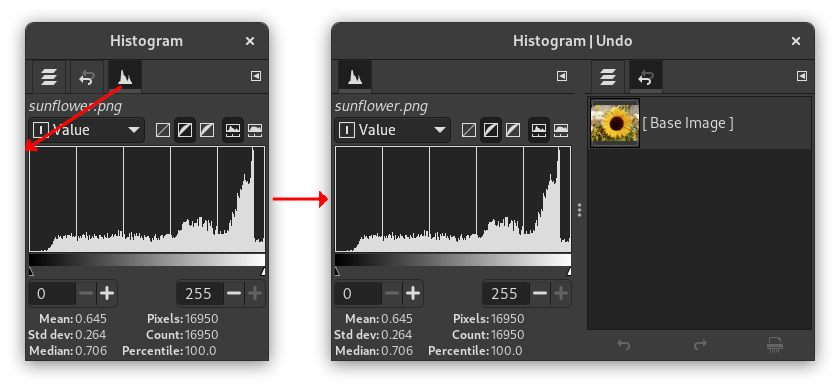 Histogram
sunflower.png
Value
0
255
Mean: 0.645 Pixels: 16950
Std dev: 0.264 Count: 16950
Median: 0.706 Percentile: 100.0
Histogram | Undo
sunflower.png
Value
0
255
Mean: 0.645 Pixels: 16950
Std dev: 0.264 Count: 16950
Median: 0.706 Percentile: 100.0
[ Base Image ]